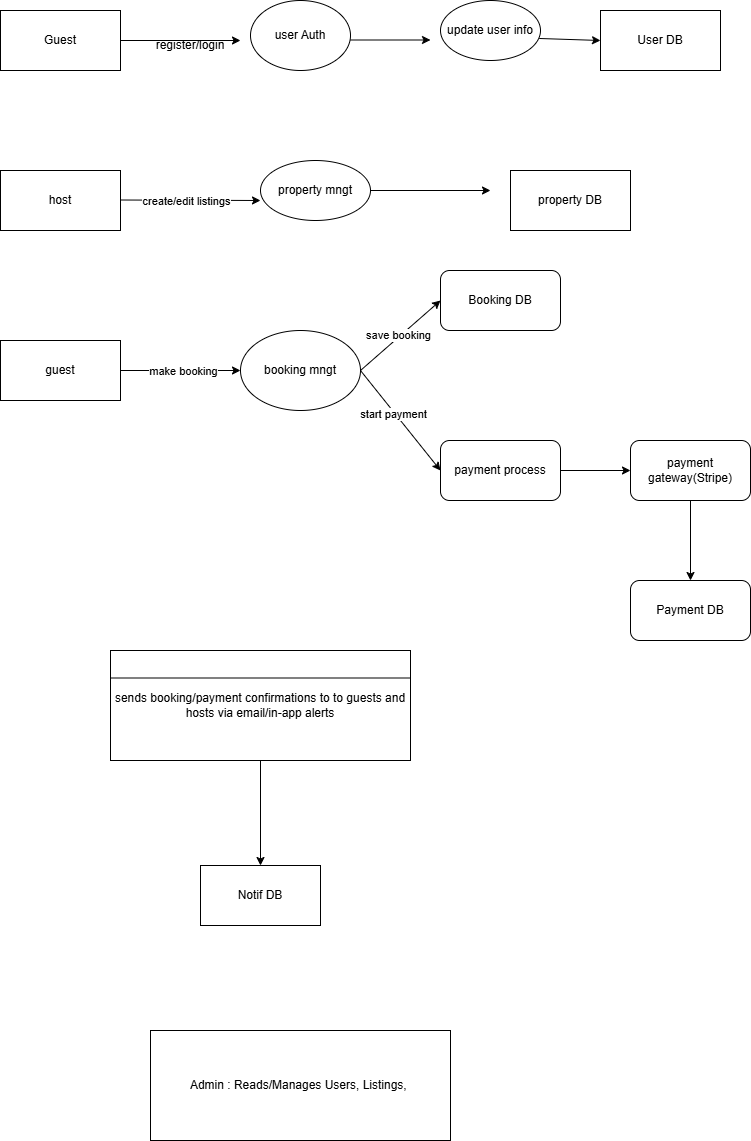 Guest
register/login
user Auth
update user info
User DB
host
create/edit listings
property mngt
property DB
Booking DB
save booking
guest
make booking
booking mngt
start payment
payment process
payment
gateway(Stripe)
Payment DB
sends booking/payment confirmations to to guests and
hosts via email/in-app alerts
Notif DB
Admin : Reads/Manages Users, Listings,